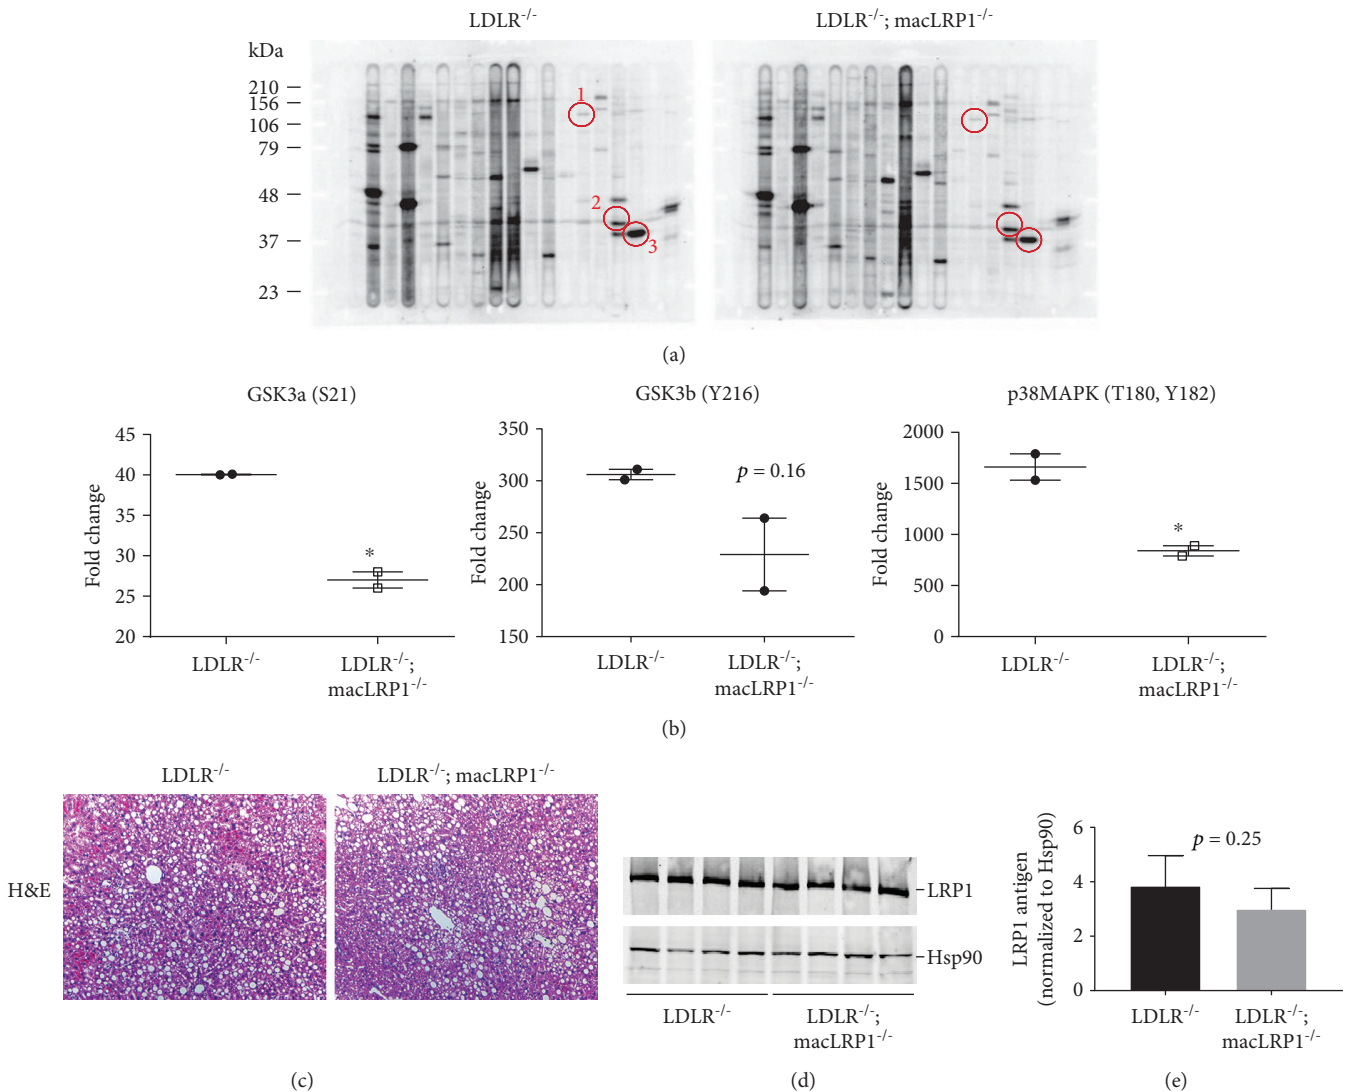 LDLR-/-
LDLR-/-; macLRP1-/-
kDa
210
156
106
79
48
37
23
1
2
3
(a)
GSK3a (S21)
Fold change
45
40
35
30
25
20
*
LDLR-/-
LDLR-/-;
macLRP1-/-
GSK3b (Y216)
Fold change
350
300
250
200
150
p = 0.16
LDLR-/-
LDLR-/-;
macLRP1-/-
p38MAPK (T180, Y182)
Fold change
2000
1500
1000
500
0
*
LDLR-/-
LDLR-/-;
macLRP1-/-
(b)
LDLR-/-
LDLR-/-; macLRP1-/-
H&E
(c)
LRP1
Hsp90
LDLR-/-
LDLR-/-;
macLRP1-/-
(d)
LRP1 antigen
(normalized to Hsp90)
6
4
2
0
p = 0.25
LDLR-/-
LDLR-/-;
macLRP1-/-
(e)